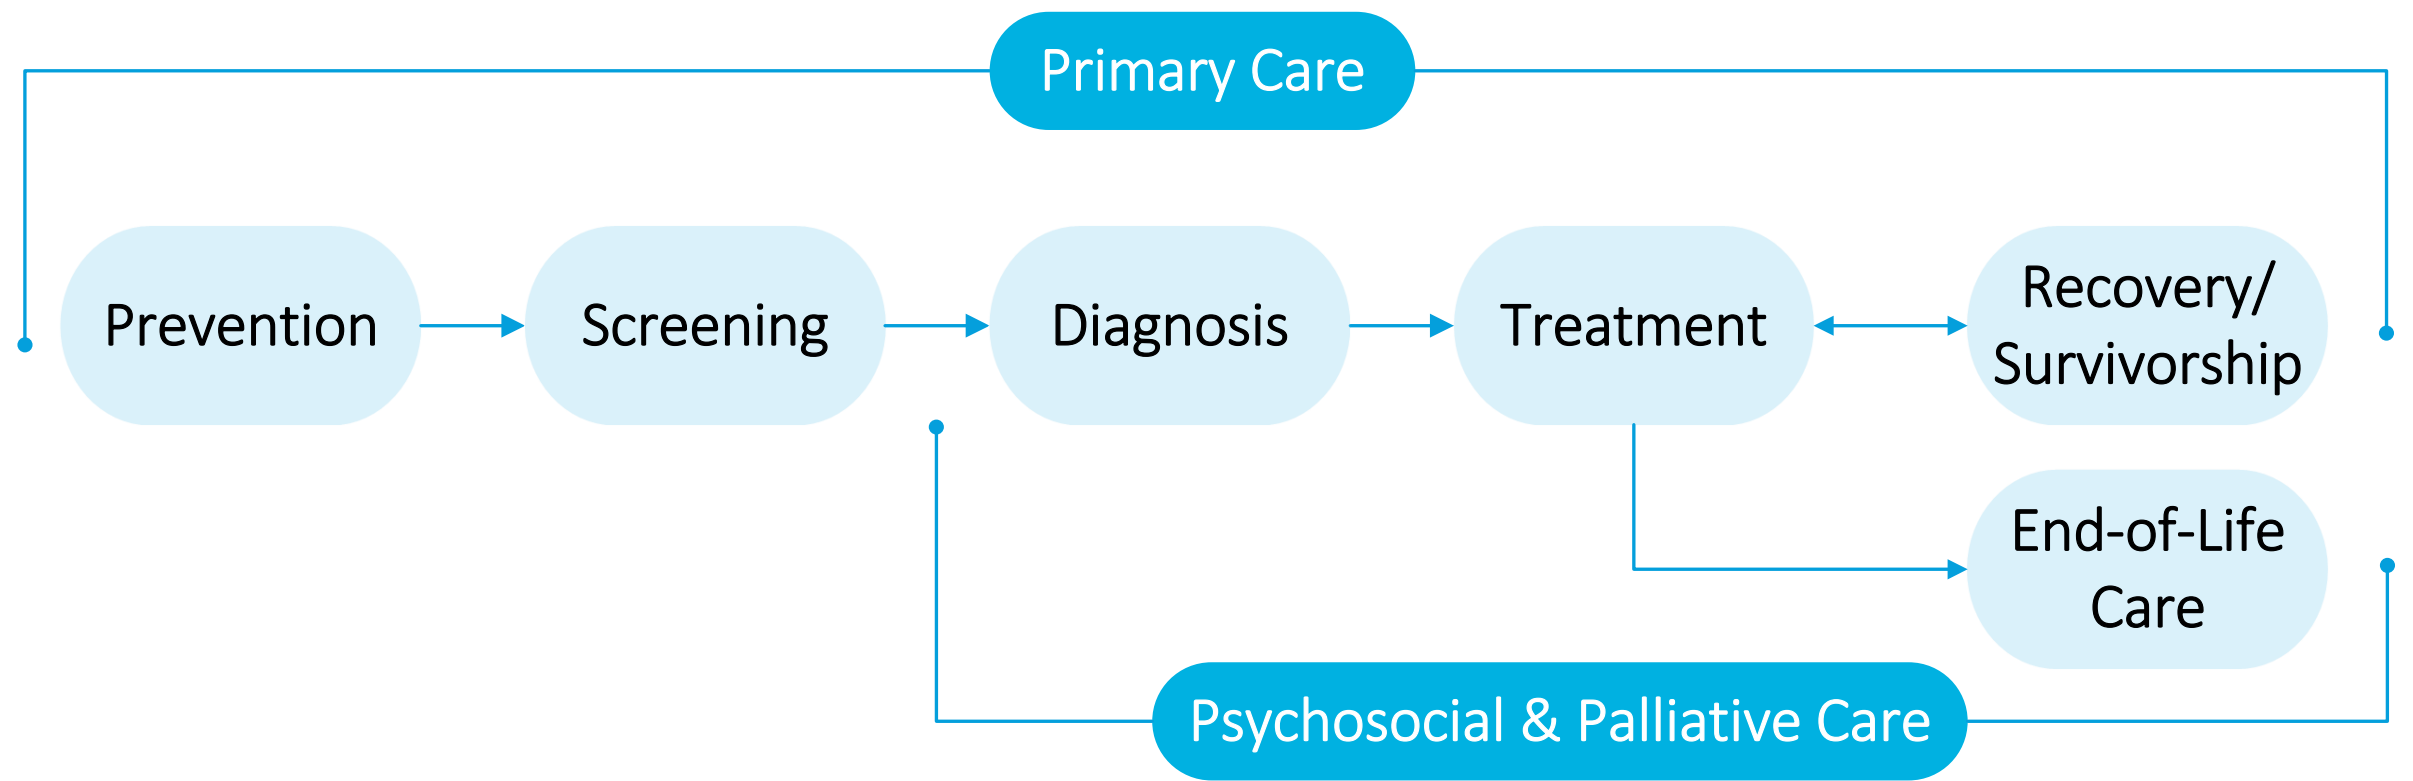 Primary Care
Prevention
Screening
Diagnosis
Treatment
Recovery/
Survivorship
End-of-Life
Care
Psychosocial & Palliative Care